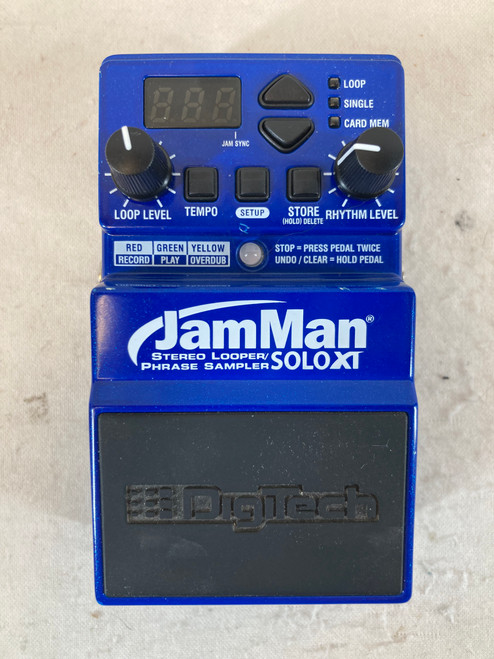 LOOP
SINGLE
CARD MEM
JAM SYNC
LOOP LEVEL
TEMPO
SETUP
STORE
(HOLD) DELETE
RHYTHM LEVEL
RED GREEN YELLOW
RECORD PLAY OVERDUB
STOP = PRESS PEDAL TWICE
UNDO / CLEAR = HOLD PEDAL
JamMan®
STEREO LOOPER/
PHRASE SAMPLER SOLO XT
DigiTech